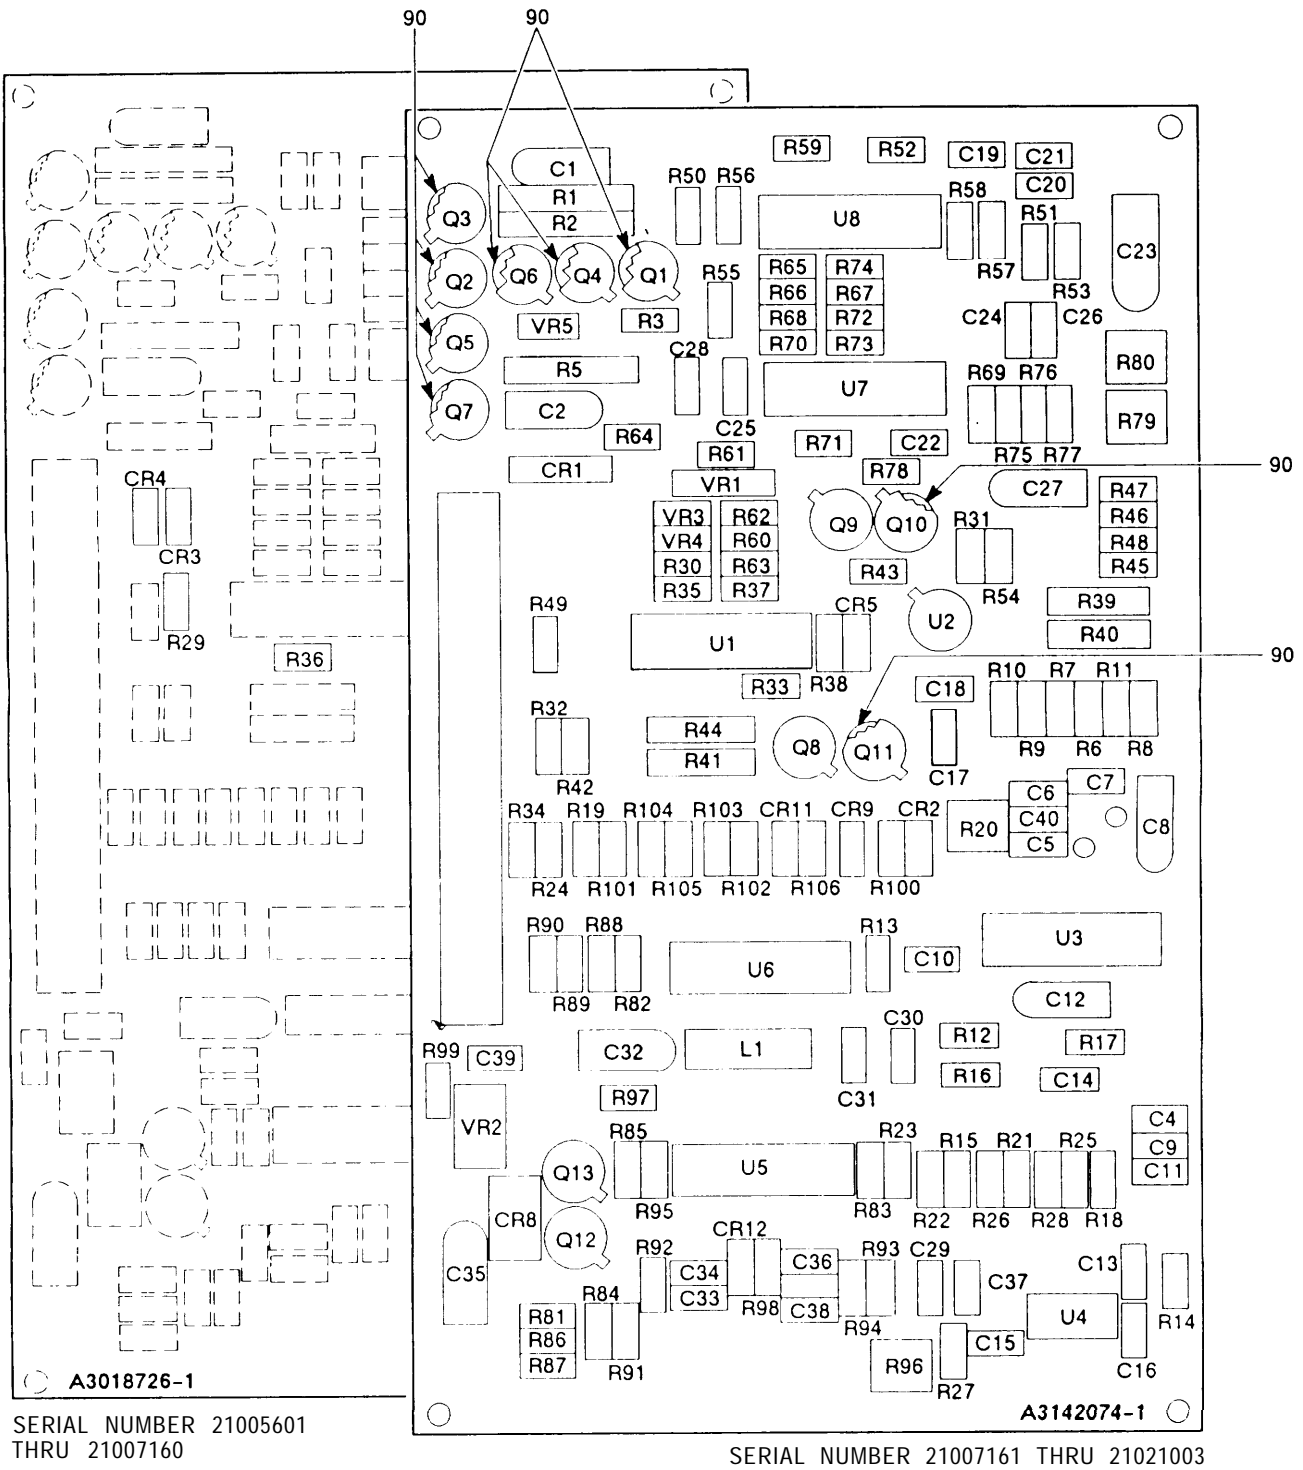 90 90
R59 R52 C19 C21
C1 R50 R56 C20
R1 R58 R51
Q3 R2 U8
R57 C23
Q2 Q6 Q4 Q1 R55 R65 R74 R53
R66 R67
VR5 R3 R68 R72 C24 C26
Q5 C28 R70 R73
R5 R69 R76 R80
U7
Q7 C2 C25 R79
R64 R61 R71 C22 R75 R77
CR1 VR1 R78 90
CR4 C27 R47
VR3 R62 Q9 Q10 R31 R46
VR4 R60 R48
CR3 R30 R63 R43 R45
R35 R37 R54
R49 CR5 U2 R39
R29 U1 R40
R36 90
R33 R38 C18 R10 R7 R11
R32 R44 Q8 Q11
R41 R9 R6 R8
R42 C17 C6 C7
R34 R19 R104 R103 CR11 CR9 CR2 C40 C8
R20 C5
R24 R101 R105 R102 R106 R100
R90 R88 R13 U3
U6 C10
R89 R82 C12
C30
R99 C39 C32 L1 R12 R17
R16 C14
R97 C31
VR2 R85 R23 R15 R21 R25 C4
C9
Q13 U5 C11
R95 R83 R22 R26 R28 R18
CR8 Q12 CR12 R93 C29
R92 C36 C13
C35 C34 C37
R84 C33 R98 C38
R81 R94 U4 R14
R86 C15
R87 R91 R96 C16
R27
A3018726-1
A3142074-1
SERIAL NUMBER 21005601
THRU 21007160
SERIAL NUMBER 21007161 THRU 21021003